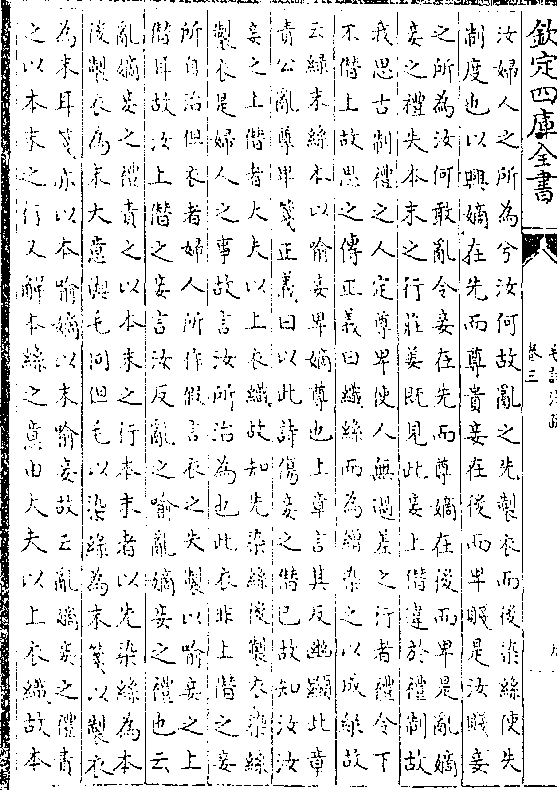 欽定四庫全書
毛詩注疏
卷三
汝婦人之所為兮汝何故亂之先製衣而後染絲使失
制度也以興嫡在先而尊貴妾在後而卑賤是汝賤妾
之所為汝何敢亂令妾在先而尊嫡在後而卑是亂嫡
妾之禮失本末之行莊姜既見此妾上僭違於禮制故
我思古制禮之人定尊卑使人無過差之行者禮令下
不僭上故思之傳正義曰織絲而為繒染之以成緑故
云緑末絲本以喻妾卑嫡尊也上章言其反幽顯此章
責公亂尊卑箋正義曰以此詩傷妾之僭已故知汝汝
妾之上僭者大夫以上衣織故知先染絲後製衣染絲
製衣是婦人之事故言汝所治為也此衣非上僭之妾
所自治但衣者婦人所作假言衣之失製以喻妾之上
僭耳故汝上僭之妾言汝反亂之喻亂嫡妾之禮也云
亂嫡妾之禮責之以本末之行本末者以先染絲為本
後製衣為末大意與毛同但毛以染絲為末箋以製衣
為末耳箋亦以本喻嫡以末喻妾故云亂嫡妾之禮責
之以本末之行又解本絲之意由大夫以上衣織故本